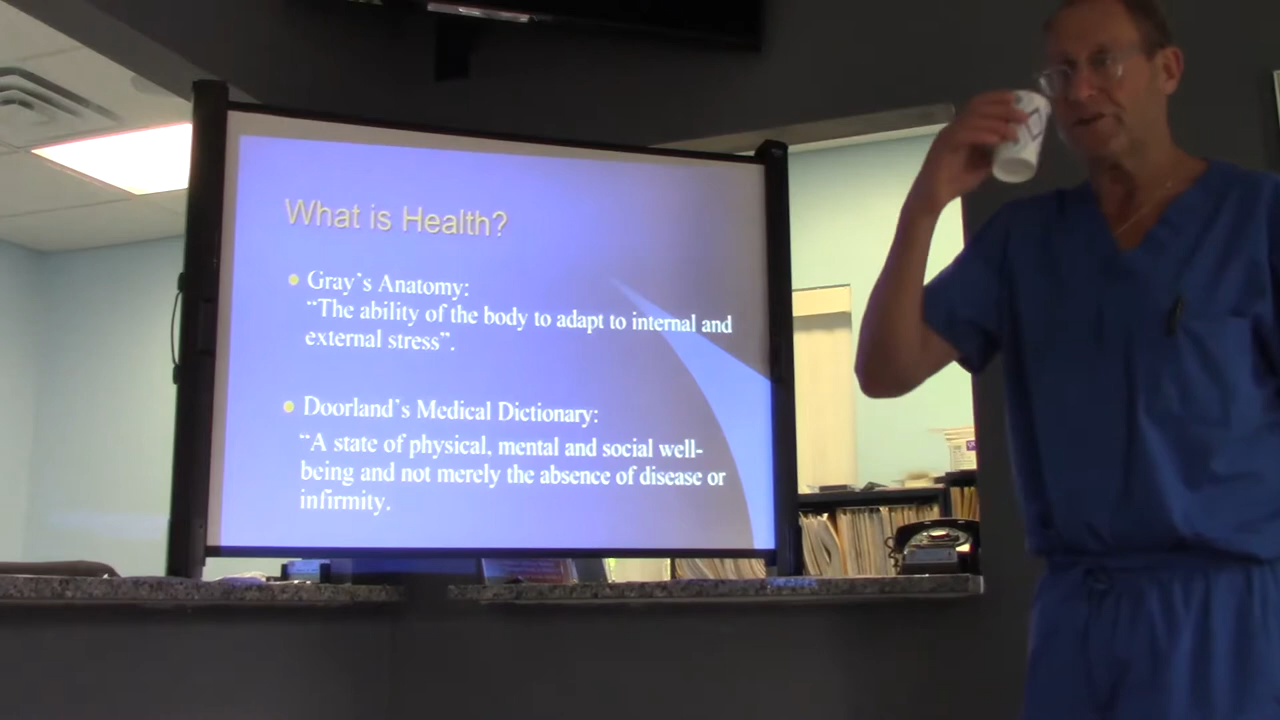 What is Health?
Gray's Anatomy:
"The ability of the body to adapt to internal and
external stress".
Doorland's Medical Dictionary:
"A state of physical, mental and social well-
being and not merely the absence of disease or
infirmity.